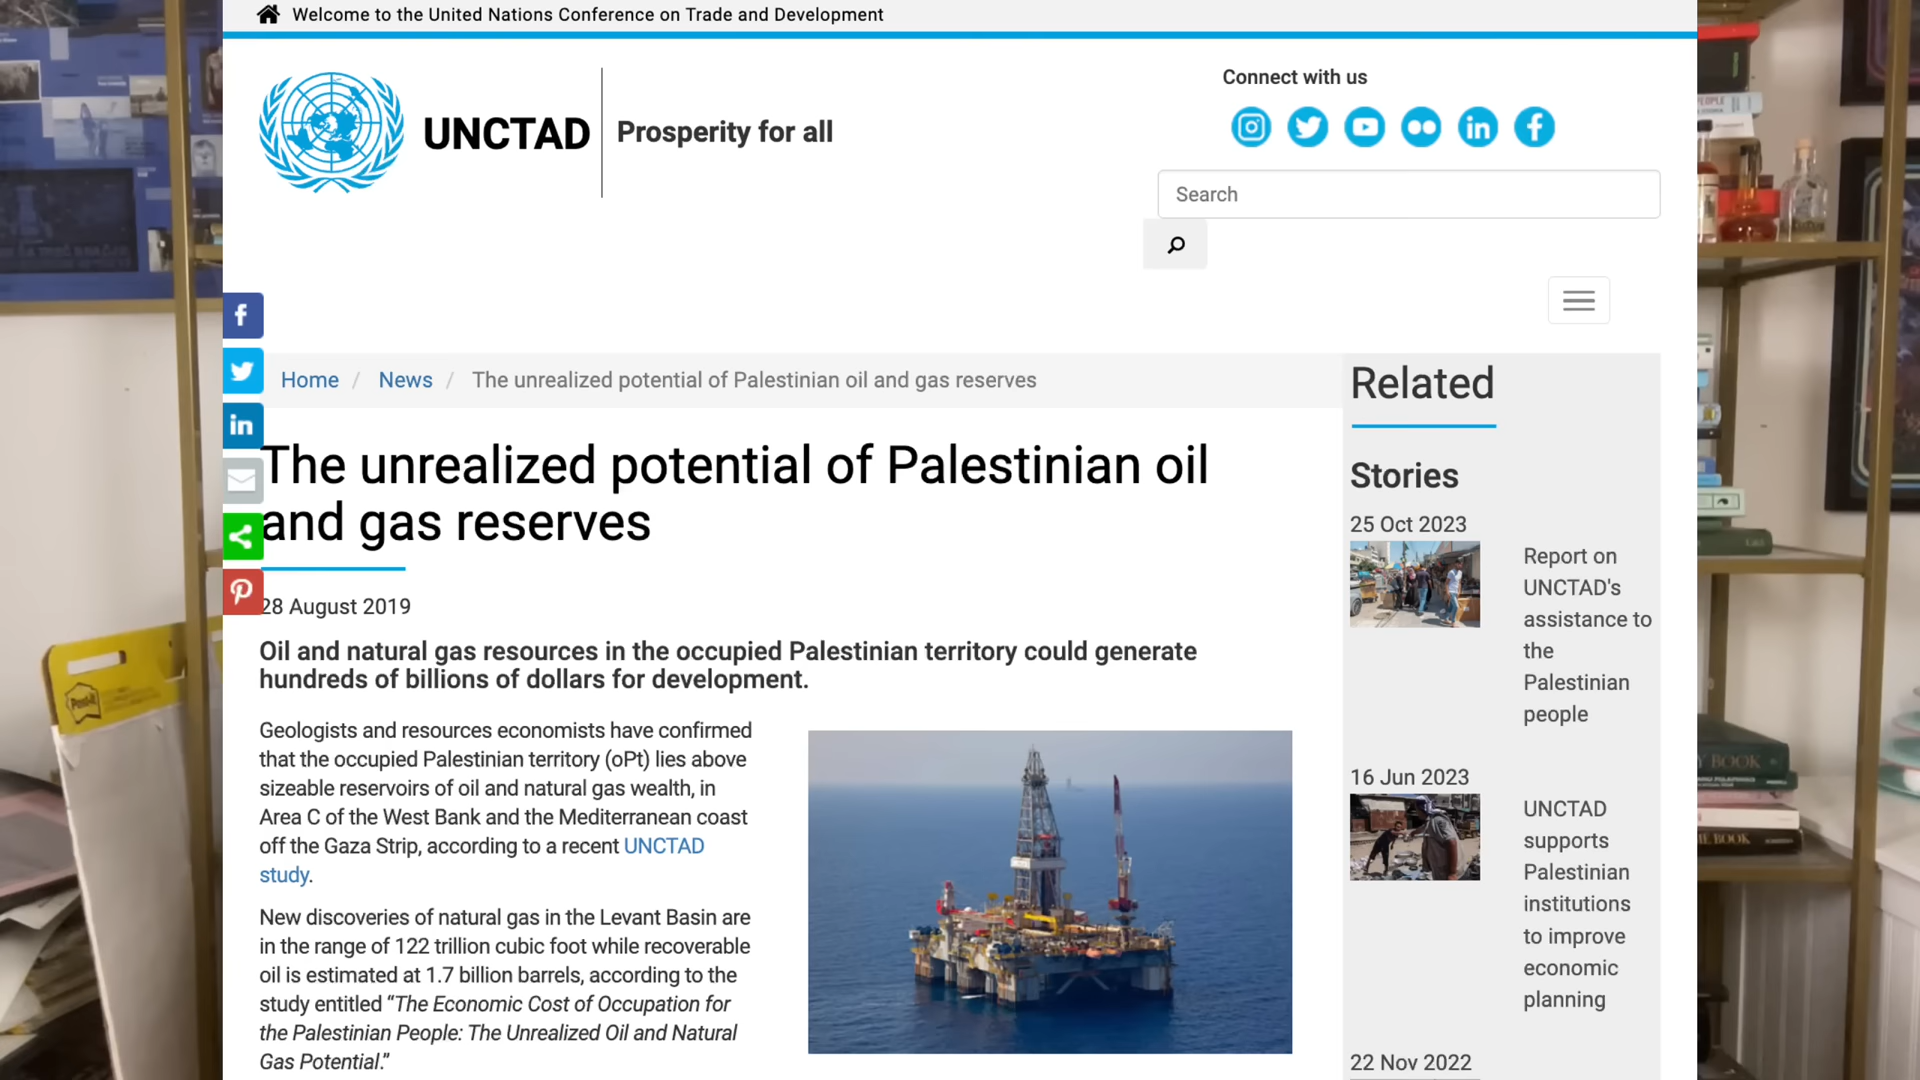 Welcome to the United Nations Conference on Trade and Development
UNCTAD
Prosperity for all
Connect with us
Search
Home / News / The unrealized potential of Palestinian oil and gas reserves
The unrealized potential of Palestinian oil
and gas reserves
28 August 2019
Oil and natural gas resources in the occupied Palestinian territory could generate
hundreds of billions of dollars for development.
Geologists and resources economists have confirmed
that the occupied Palestinian territory (oPt) lies above
sizeable reservoirs of oil and natural gas wealth, in
Area C of the West Bank and the Mediterranean coast
off the Gaza Strip, according to a recent UNCTAD
study.
New discoveries of natural gas in the Levant Basin are
in the range of 122 trillion cubic foot while recoverable
oil is estimated at 1.7 billion barrels, according to the
study entitled “The Economic Cost of Occupation for
the Palestinian People: The Unrealized Oil and Natural
Gas Potential.”
Related
Stories
25 Oct 2023
Report on
UNCTAD's
assistance to
the
Palestinian
people
16 Jun 2023
UNCTAD
supports
Palestinian
institutions
to improve
economic
planning
22 Nov 2022
Post-it
BOOK
BOOK